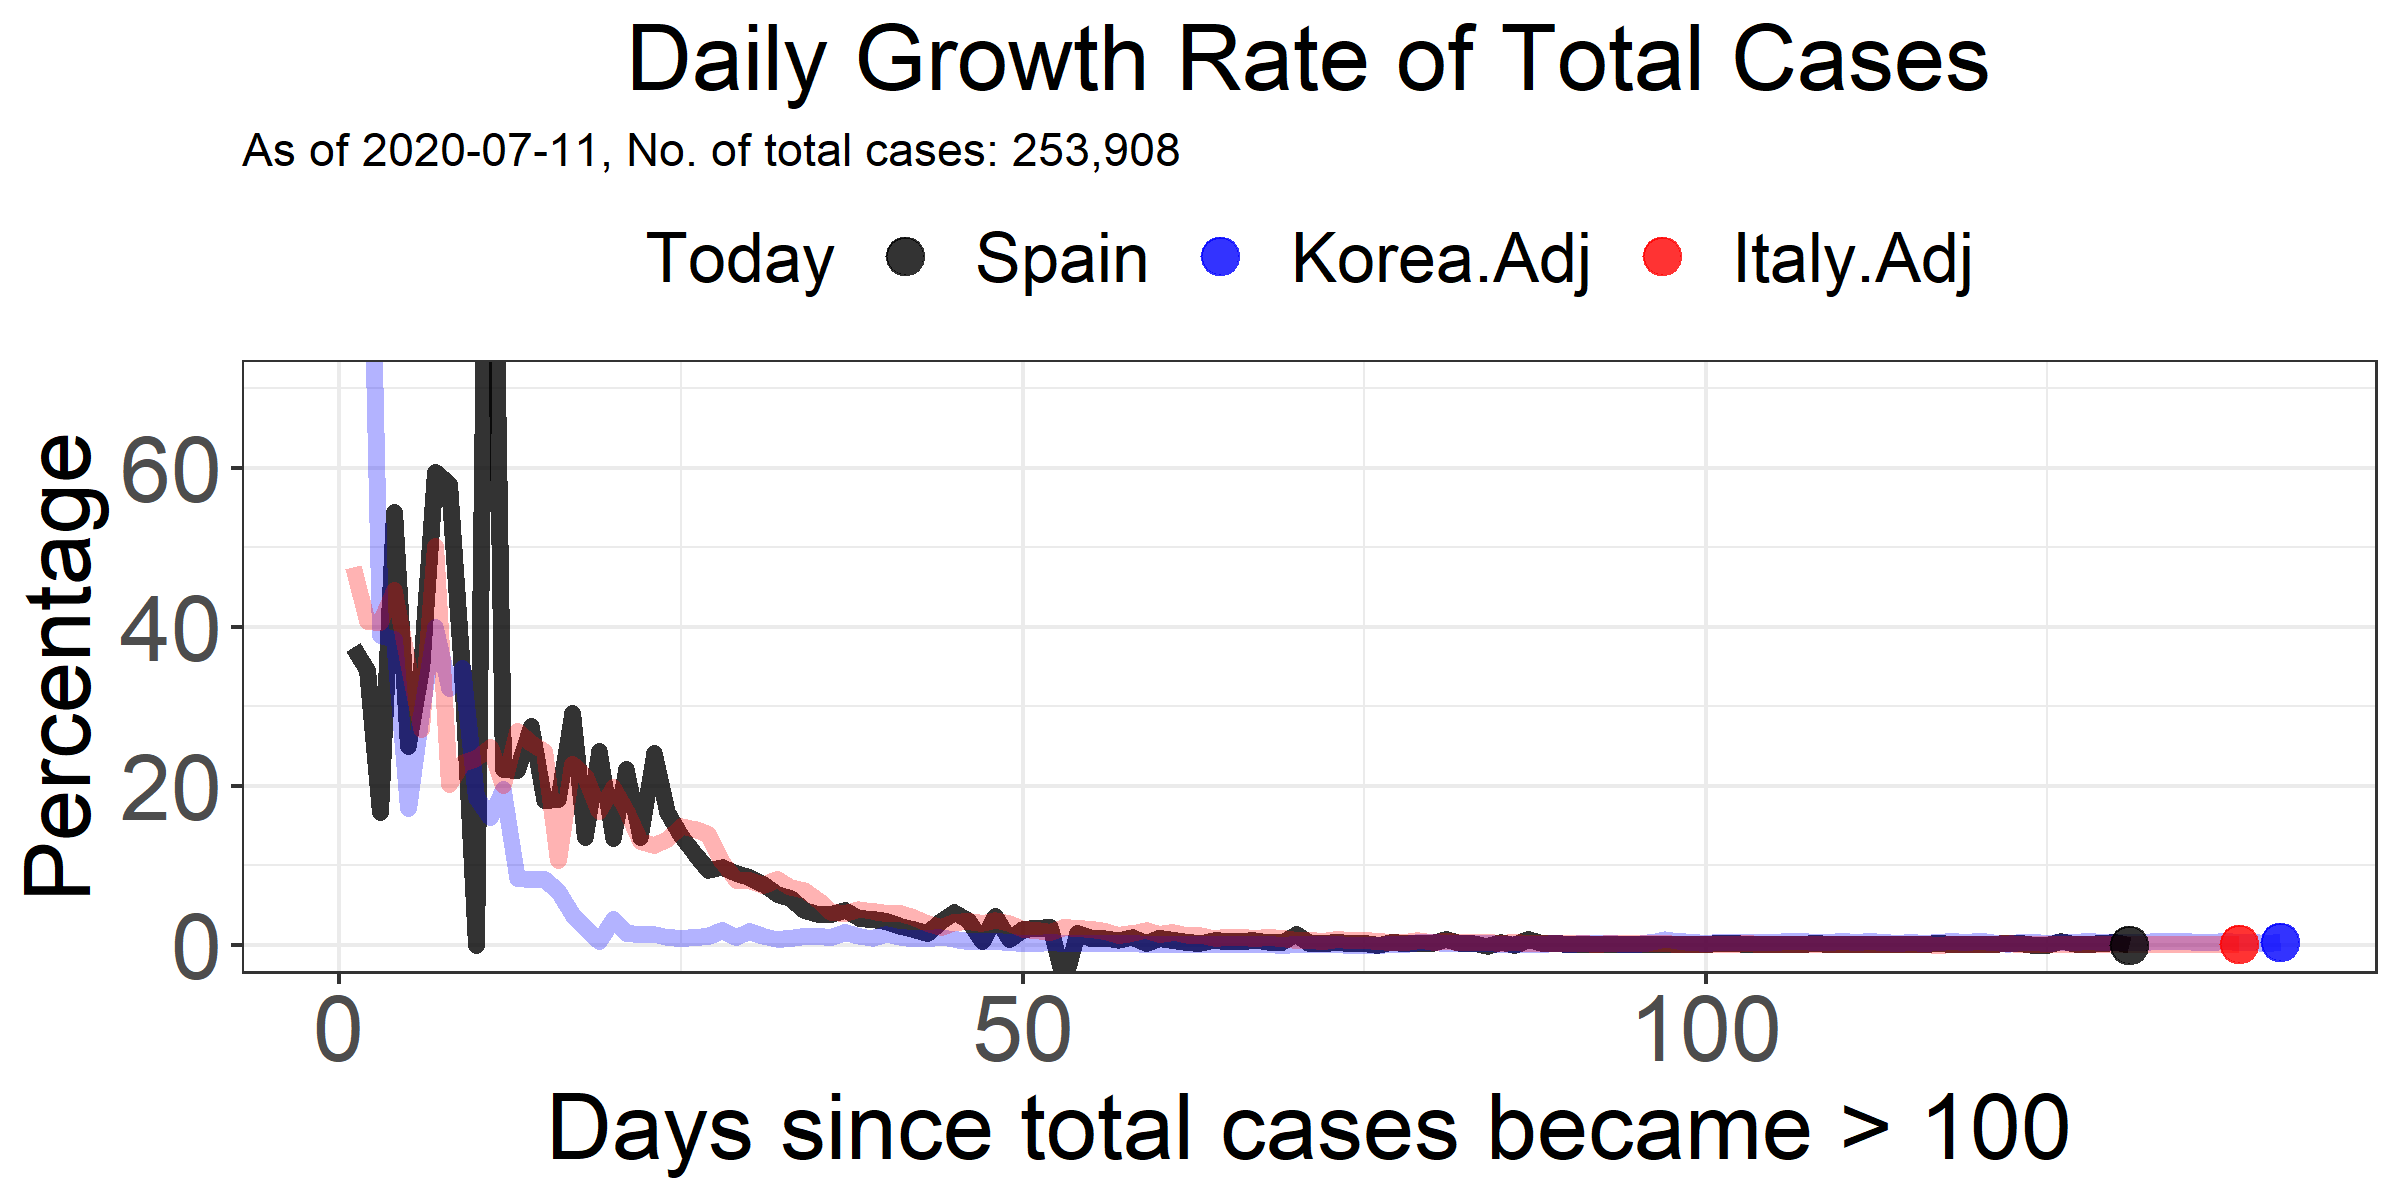 Daily Growth Rate of Total Cases
As of 2020-07-11, No. of total cases: 253,908
Today Spain Korea.Adj Italy.Adj
Percentage
60
40
20
0
0 50 100
Days since total cases became > 100